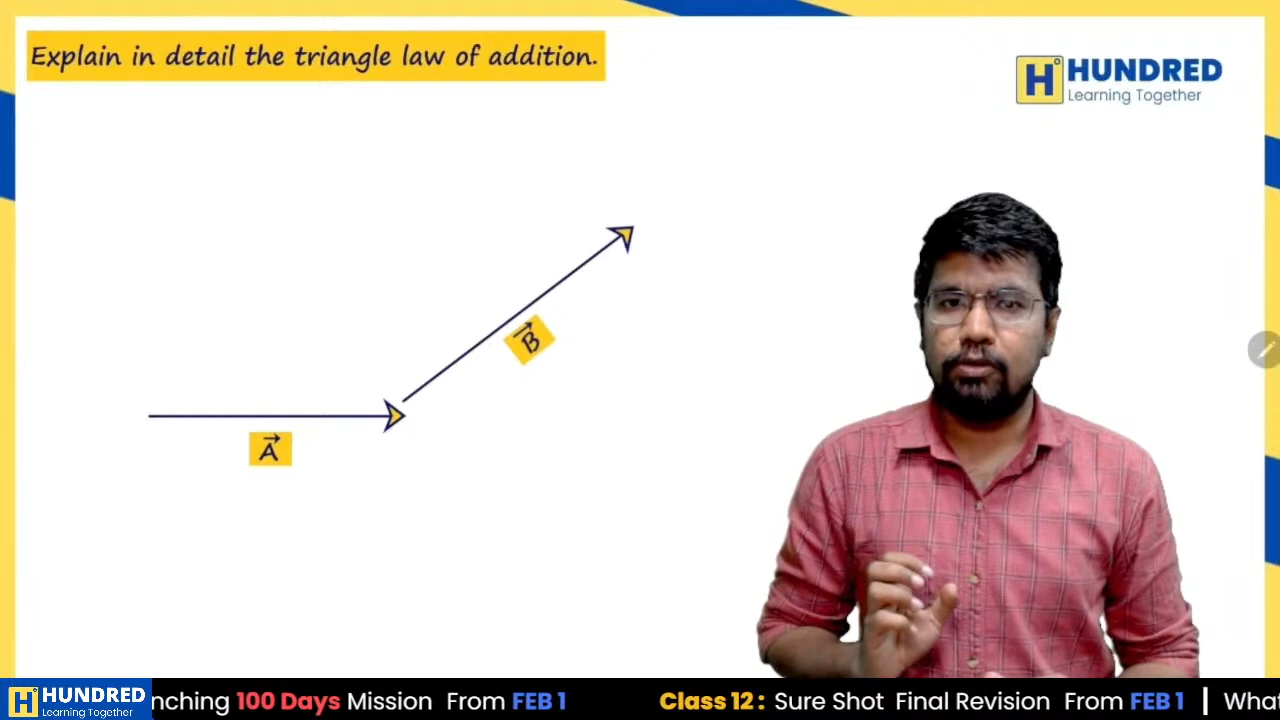 Explain in detail the triangle law of addition.
H° HUNDRED
Learning Together
B⃗
A⃗
H° HUNDRED
Learning Together
nching 100 Days Mission From FEB 1 Class 12 : Sure Shot Final Revision From FEB 1 | Wha